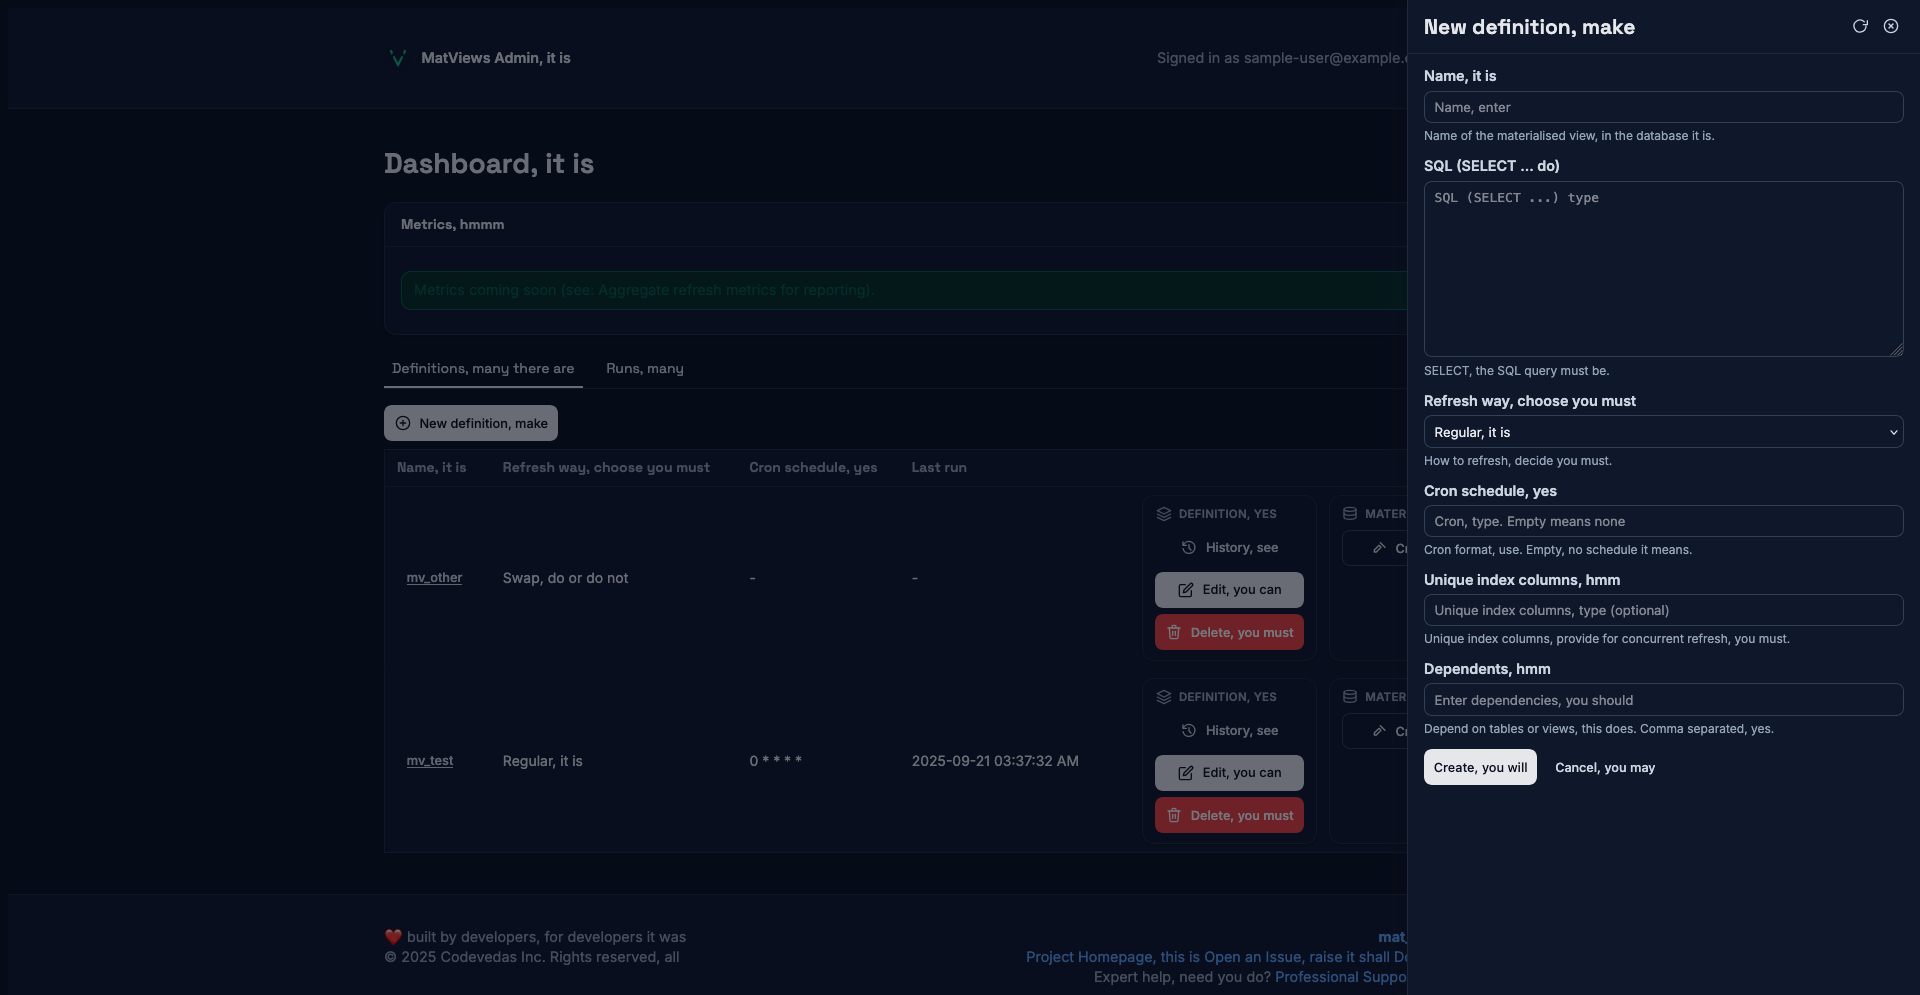 MatViews Admin, it is
Signed in as sample-user@example.
Dashboard, it is
Metrics, hmmm
Metrics coming soon (see: Aggregate refresh metrics for reporting).
Definitions, many there are
Runs, many
New definition, make
Name, it is
Refresh way, choose you must
Cron schedule, yes
Last run
mv_other
Swap, do or do not
-
-
DEFINITION, YES
History, see
Edit, you can
Delete, you must
MATER
Cr
mv_test
Regular, it is
0 * * * *
2025-09-21 03:37:32 AM
DEFINITION, YES
History, see
Edit, you can
Delete, you must
MATER
Cr
❤️ built by developers, for developers it was
© 2025 Codevedas Inc. Rights reserved, all
mat_
Project Homepage, this is Open an Issue, raise it shall Do
Expert help, need you do? Professional Suppo
New definition, make
Name, it is
Name, enter
Name of the materialised view, in the database it is.
SQL (SELECT ... do)
SQL (SELECT ...) type
SELECT, the SQL query must be.
Refresh way, choose you must
Regular, it is
How to refresh, decide you must.
Cron schedule, yes
Cron, type. Empty means none
Cron format, use. Empty, no schedule it means.
Unique index columns, hmm
Unique index columns, type (optional)
Unique index columns, provide for concurrent refresh, you must.
Dependents, hmm
Enter dependencies, you should
Depend on tables or views, this does. Comma separated, yes.
Create, you will
Cancel, you may